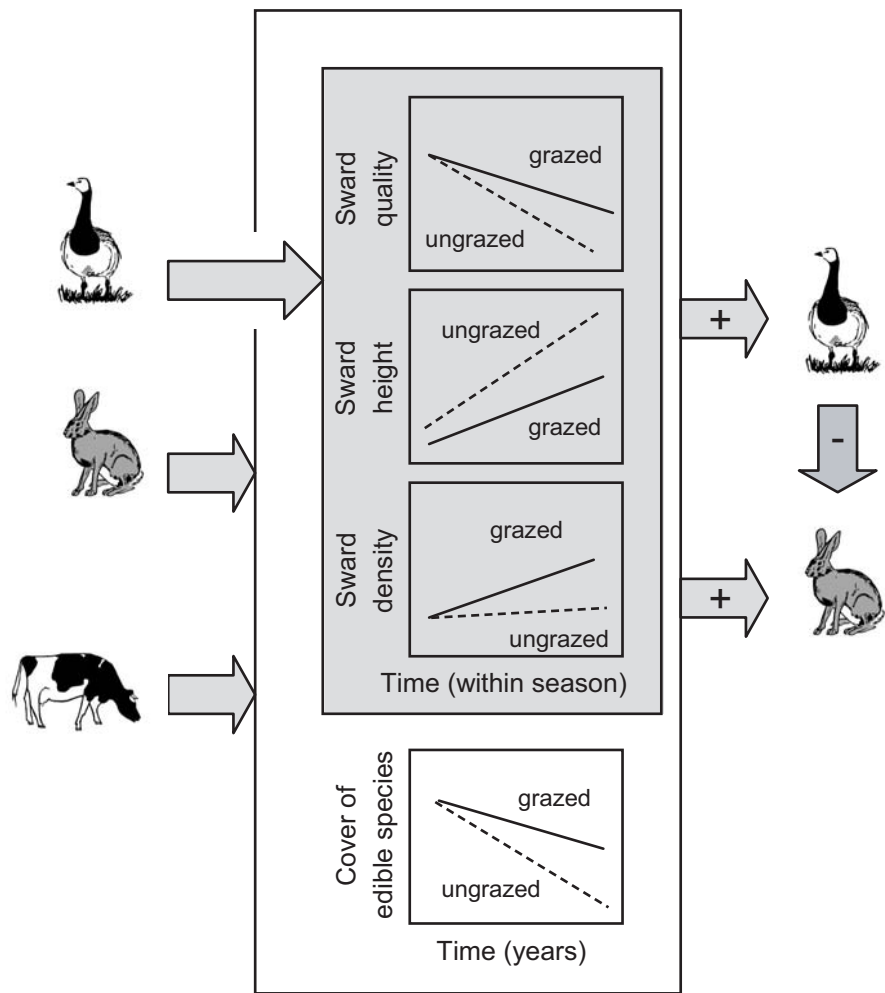 Sward
quality
grazed
ungrazed
Sward
height
ungrazed
grazed
+
-
Sward
density
grazed
ungrazed
+
Time (within season)
Cover of
edible species
grazed
ungrazed
Time (years)